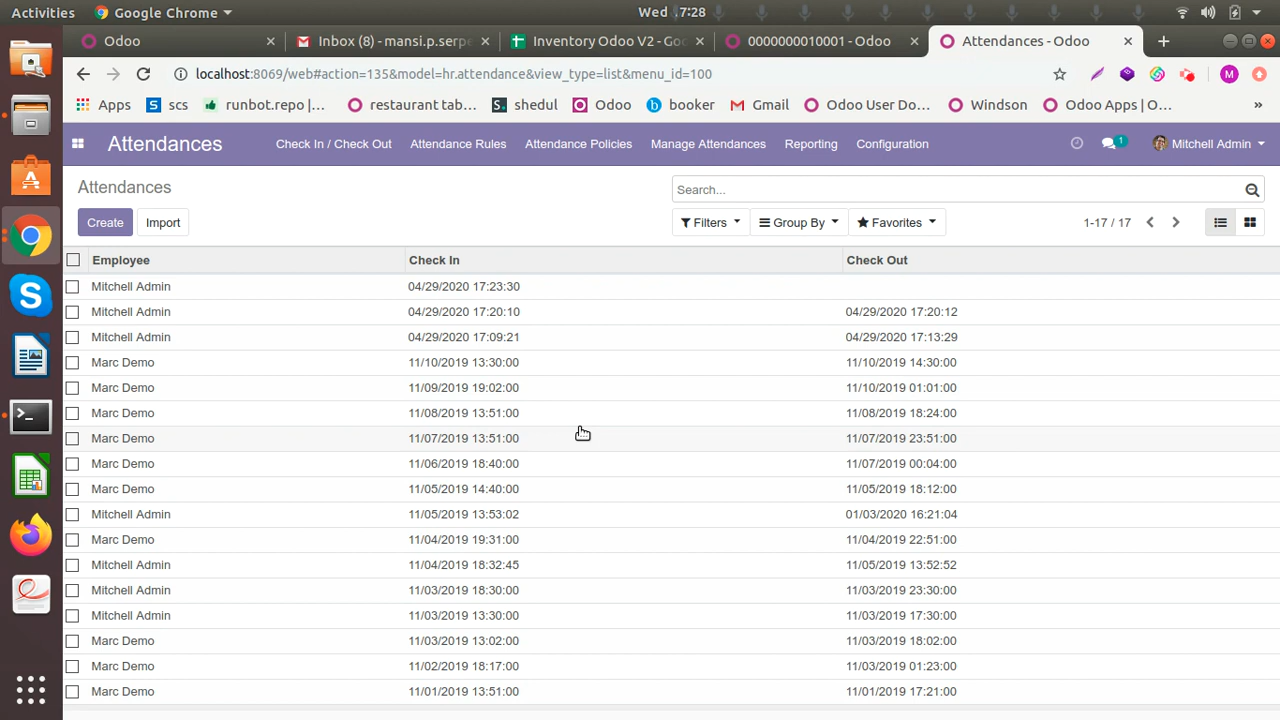 Activities Google Chrome Wed 17:28
Odoo Inbox (8) - mansi.p.serpe Inventory Odoo V2 - Goo 0000000010001 - Odoo Attendances - Odoo
localhost:8069/web#action=135&model=hr.attendance&view_type=list&menu_id=100 M
Apps S scs runbot.repo |... restaurant tab... S. shedul Odoo b booker Gmail Odoo User Do... Windson Odoo Apps | O... »
Attendances Check In / Check Out Attendance Rules Attendance Policies Manage Attendances Reporting Configuration 1 Mitchell Admin
Attendances Search...
Create Import Filters Group By Favorites 1-17 / 17
Employee Check In Check Out
Mitchell Admin 04/29/2020 17:23:30
Mitchell Admin 04/29/2020 17:20:10 04/29/2020 17:20:12
Mitchell Admin 04/29/2020 17:09:21 04/29/2020 17:13:29
Marc Demo 11/10/2019 13:30:00 11/10/2019 14:30:00
Marc Demo 11/09/2019 19:02:00 11/10/2019 01:01:00
Marc Demo 11/08/2019 13:51:00 11/08/2019 18:24:00
Marc Demo 11/07/2019 13:51:00 11/07/2019 23:51:00
Marc Demo 11/06/2019 18:40:00 11/07/2019 00:04:00
Marc Demo 11/05/2019 14:40:00 11/05/2019 18:12:00
Mitchell Admin 11/05/2019 13:53:02 01/03/2020 16:21:04
Marc Demo 11/04/2019 19:31:00 11/04/2019 22:51:00
Mitchell Admin 11/04/2019 18:32:45 11/05/2019 13:52:52
Mitchell Admin 11/03/2019 18:30:00 11/03/2019 23:30:00
Mitchell Admin 11/03/2019 13:30:00 11/03/2019 17:30:00
Marc Demo 11/03/2019 13:02:00 11/03/2019 18:02:00
Marc Demo 11/02/2019 18:17:00 11/03/2019 01:23:00
Marc Demo 11/01/2019 13:51:00 11/01/2019 17:21:00